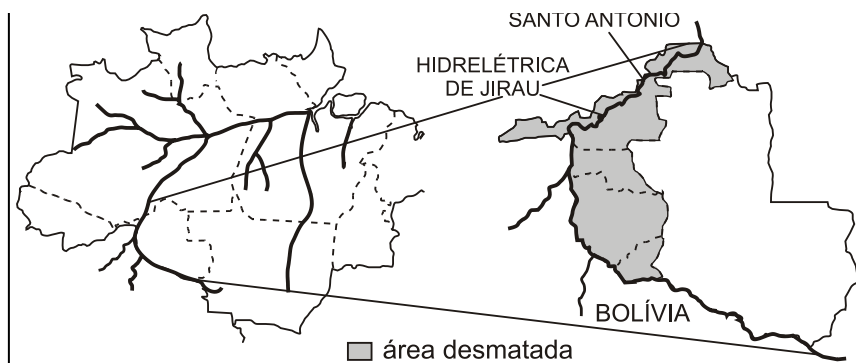 SANTO ANTONIO
HIDRELÉTRICA
DE JIRAU
BOLÍVIA
área desmatada